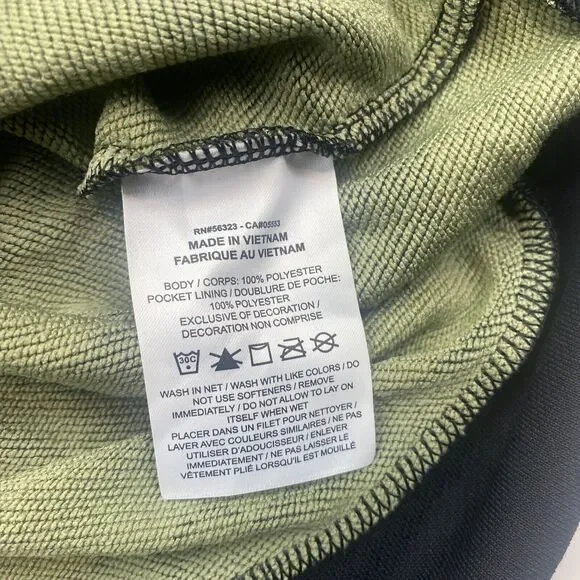 RN#56323 - CA#05553
MADE IN VIETNAM
FABRIQUE AU VIETNAM
BODY / CORPS: 100% POLYESTER
POCKET LINING / DOUBLURE DE POCHE:
100% POLYESTER
EXCLUSIVE OF DECORATION /
DECORATION NON COMPRISE
30C
WASH IN NET / WASH WITH LIKE COLORS / DO
NOT USE SOFTENERS / REMOVE
IMMEDIATELY / DO NOT ALLOW TO LAY ON
ITSELF WHEN WET
PLACER DANS UN FILET POUR NETTOYER /
LAVER AVEC COULEURS SIMILAIRES / NE PAS
UTILISER D'ADOUCISSEUR / ENLEVER
IMMÉDIATEMENT / NE PAS LAISSER LE
VÊTEMENT PLIÉ LORSQU'IL EST MOUILLÉ